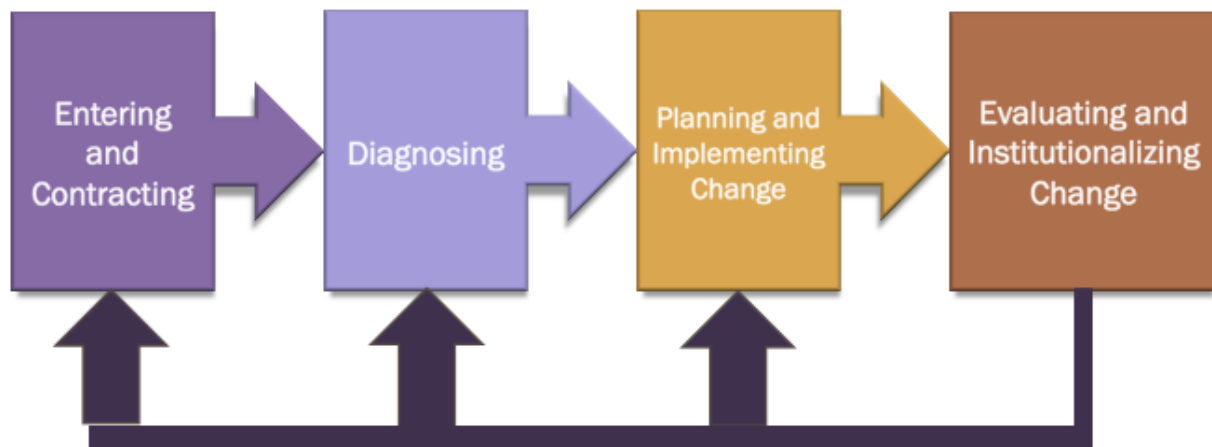 Entering
and
Contracting
Diagnosing
Planning and
Implementing
Change
Evaluating and
Institutionalizing
Change